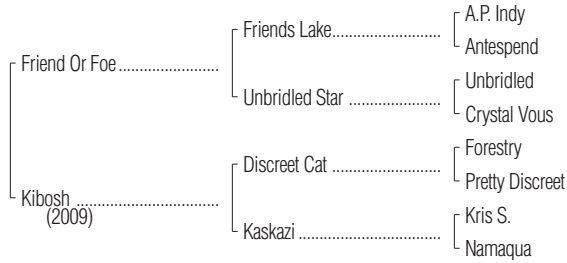 A.P. Indy
Friends Lake
Antespend
Friend Or Foe
Unbridled
Unbridled Star
Crystal Vous
Forestry
Discreet Cat
Pretty Discreet
Kibosh
(2009)
Kris S.
Kaskazi
Namaqua